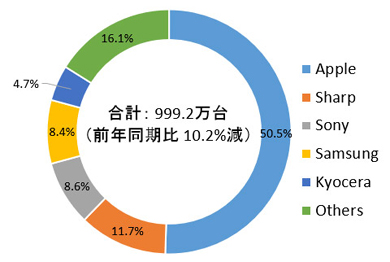 16.1%
4.7%
8.4%
8.6%
11.7%
50.5%
合計：999.2万台
（前年同期比 10.2%減）
Apple
Sharp
Sony
Samsung
Kyocera
Others